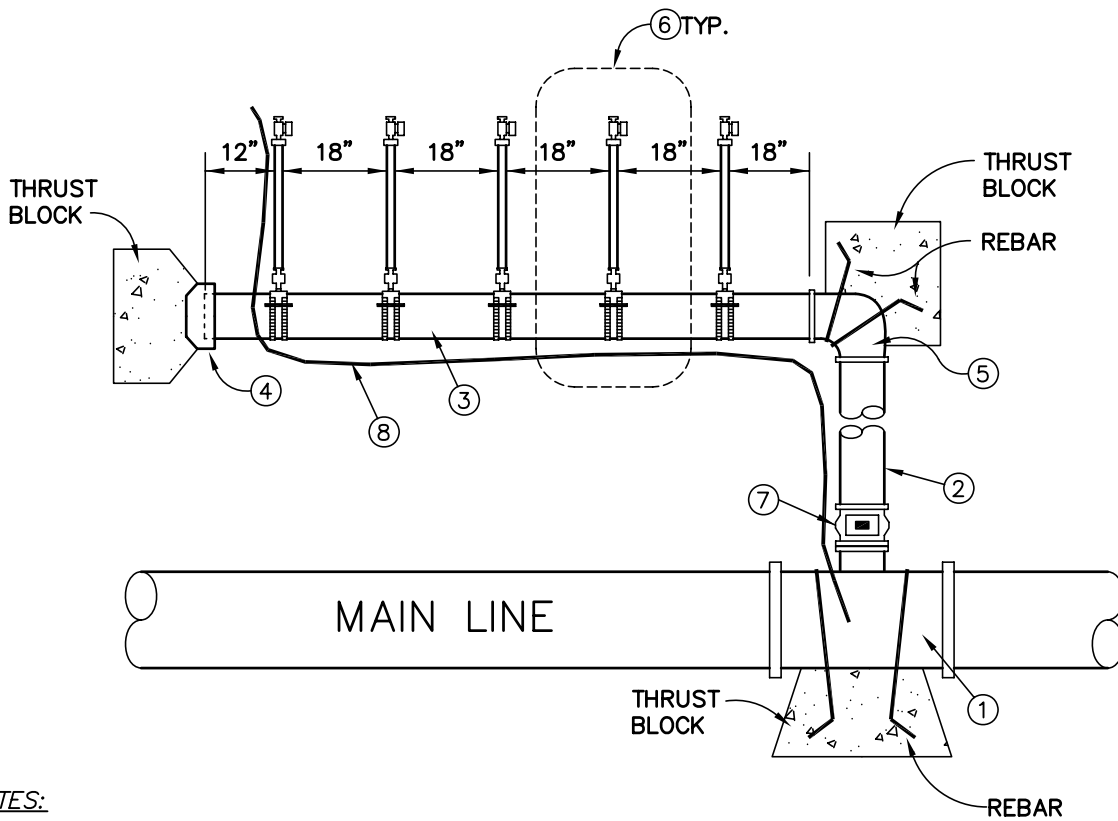 ⑥TYP.
12” 18” 18” 18” 18” 18”
THRUST
BLOCK
THRUST
BLOCK
REBAR
④
③
⑤
⑧
②
⑦
MAIN LINE
THRUST
BLOCK
①
TES:
REBAR